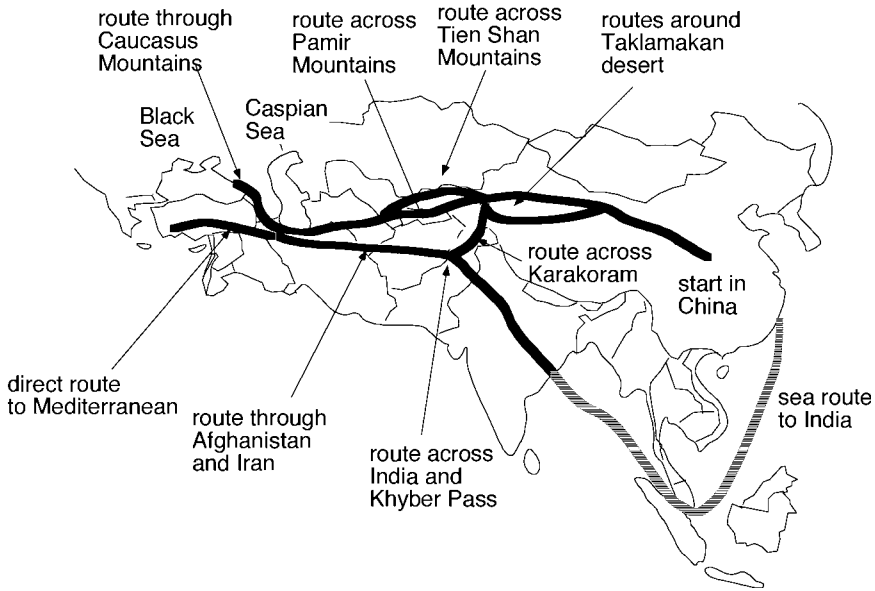 route through
Caucasus
Mountains
route across
Pamir
Mountains
route across
Tien Shan
Mountains
routes around
Taklamakan
desert
Black
Sea
Caspian
Sea
route across
Karakoram
start in
China
direct route
to Mediterranean
route through
Afghanistan
and Iran
route across
India and
Khyber Pass
sea route
to India